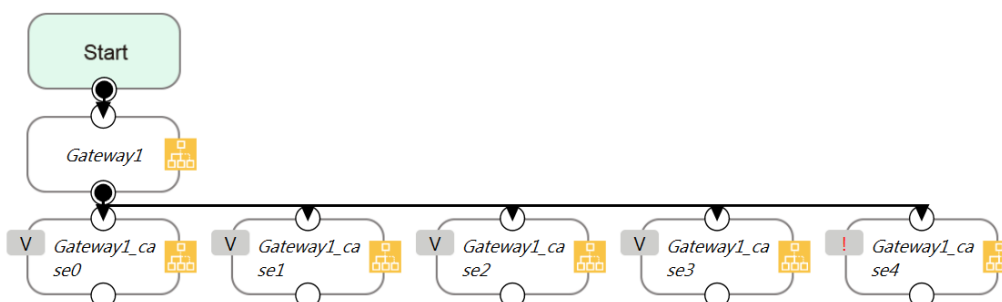 Start
Gateway1
V
Gateway1_ca
se0
V
Gateway1_ca
se1
V
Gateway1_ca
se2
V
Gateway1_ca
se3
!
Gateway1_ca
se4